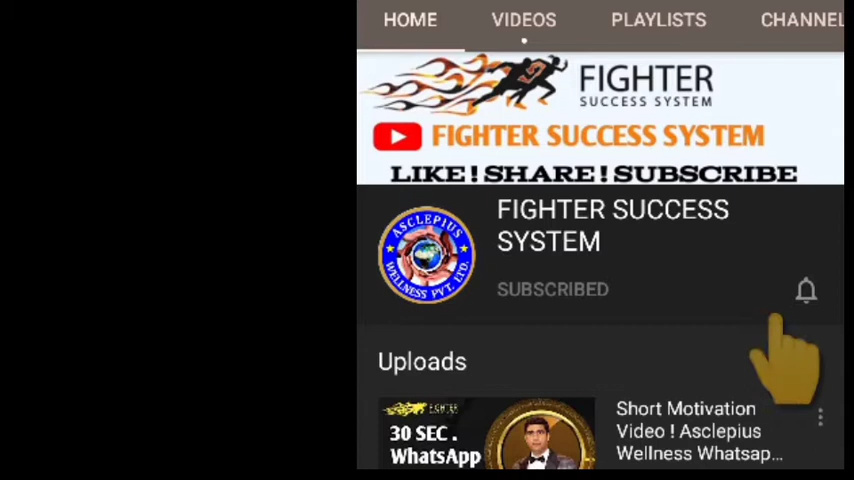 HOME VIDEOS PLAYLISTS CHANNEL
FIGHTER
SUCCESS SYSTEM
FIGHTER SUCCESS SYSTEM
LIKE!SHARE!SUBSCRIBE
ASCLEPIUS
WELLNESS PVT. LTD.
FIGHTER SUCCESS
SYSTEM
SUBSCRIBED
Uploads
FIGHTER
30 SEC .
WhatsApp
Short Motivation
Video ! Asclepius
Wellness Whatsap...